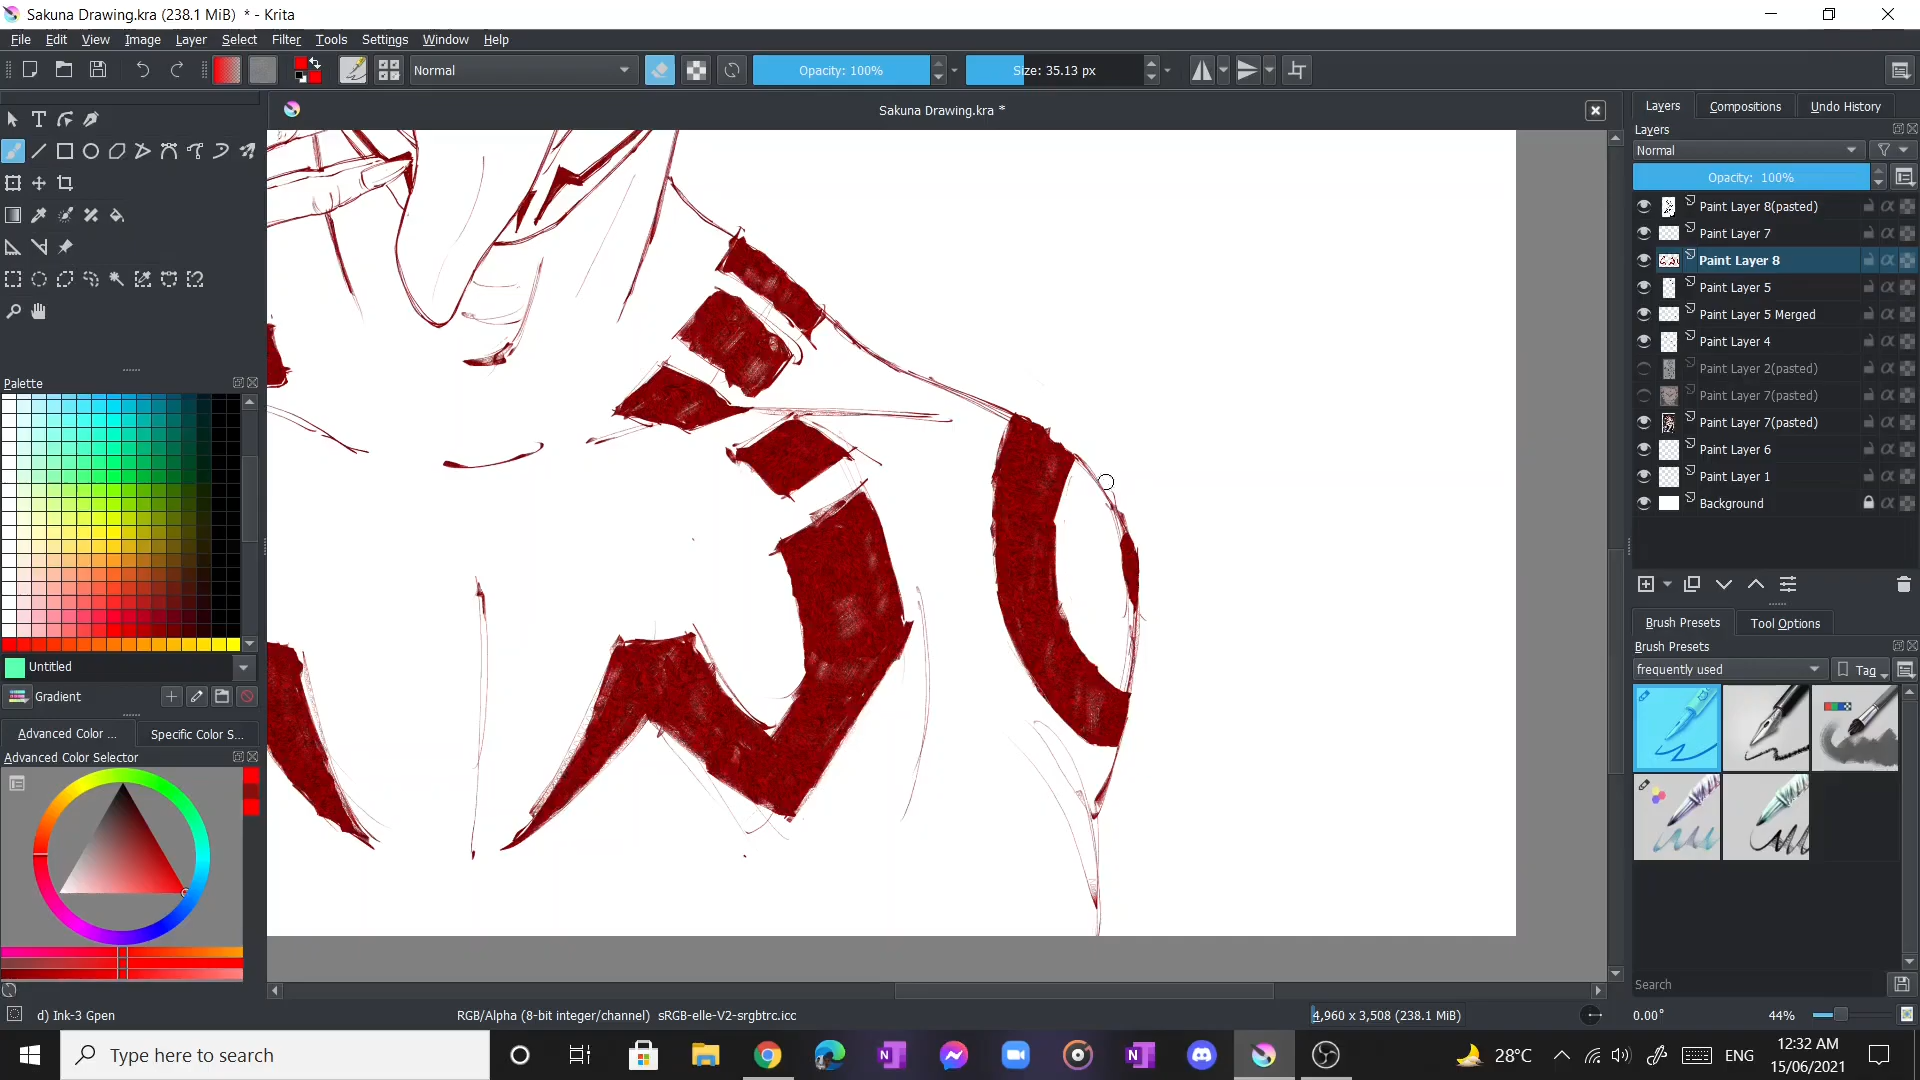 Sakuna Drawing.kra (238.1 MiB) * - Krita
File Edit View Image Layer Select Filter Tools Settings Window Help
Normal
Opacity: 100%
Size: 35.13 px
Sakuna Drawing.kra *
Layers Compositions Undo History
Layers
Normal
Opacity: 100%
Paint Layer 8(pasted)
Paint Layer 7
Paint Layer 8
Paint Layer 5
Paint Layer 5 Merged
Paint Layer 4
Paint Layer 2(pasted)
Paint Layer 7(pasted)
Paint Layer 7(pasted)
Paint Layer 6
Paint Layer 1
Background
Brush Presets Tool Options
Brush Presets
frequently used
Tag
Search
Palette
Untitled
Gradient
Advanced Color ... Specific Color S...
Advanced Color Selector
d) Ink-3 Gpen
RGB/Alpha (8-bit integer/channel) sRGB-elle-V2-srgbtrc.icc
4,960 x 3,508 (238.1 MiB)
0.00°
44%
Type here to search
28°C
ENG
12:32 AM
15/06/2021